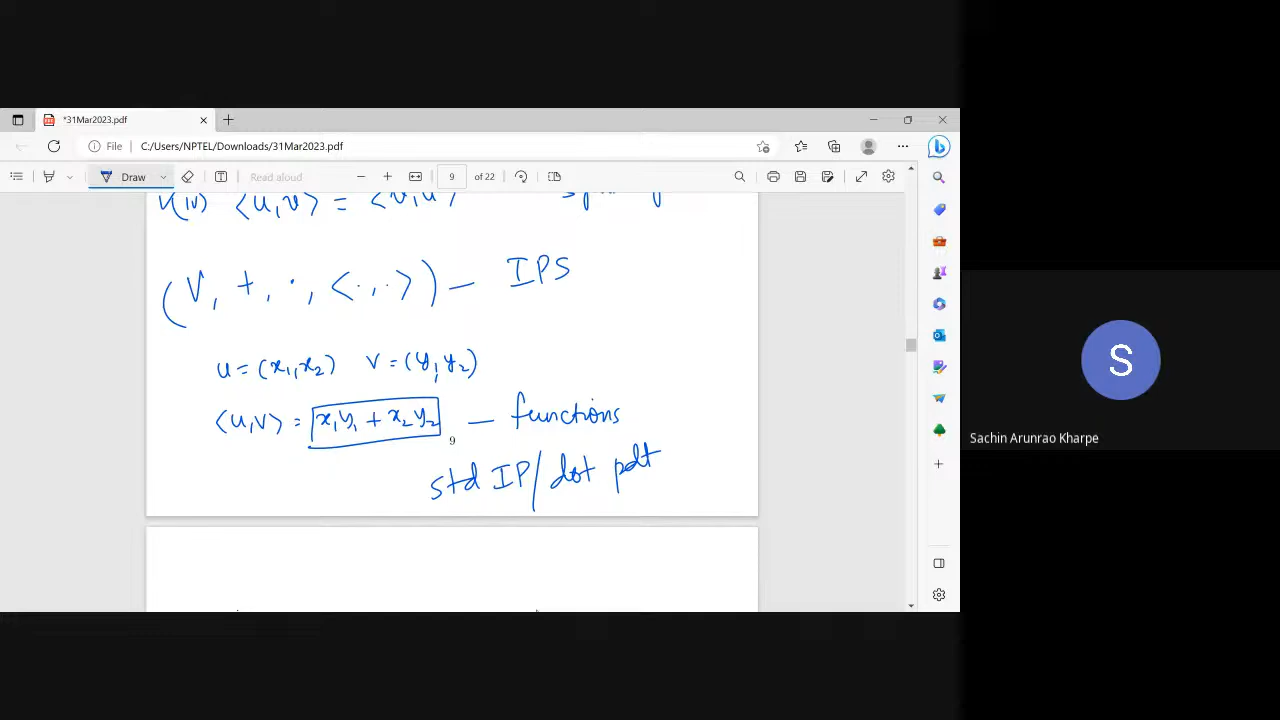 *31Mar2023.pdf
File C:/Users/NPTEL/Downloads/31Mar2023.pdf
Draw Read aloud 9 of 22
(iv) <u,v> = <v,u>
(V, +, ·, <·,·>) — IPS
u = (x₁,x₂) v = (y₁,y₂)
<u,v> = x₁y₁ + x₂y₂ — functions
9
std IP/dot pdt
S
Sachin Arunrao Kharpe